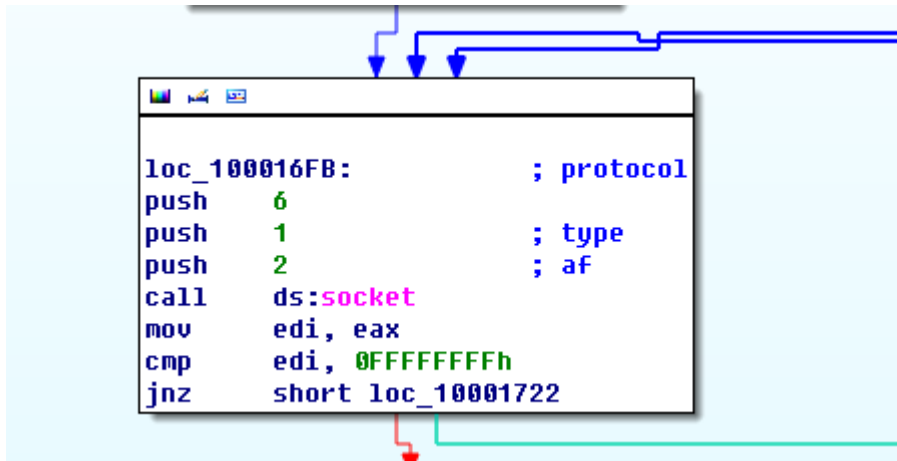 loc_100016FB: ; protocol
push 6
push 1 ; type
push 2 ; af
call ds:socket
mov edi, eax
cmp edi, 0FFFFFFFFh
jnz short loc_10001722